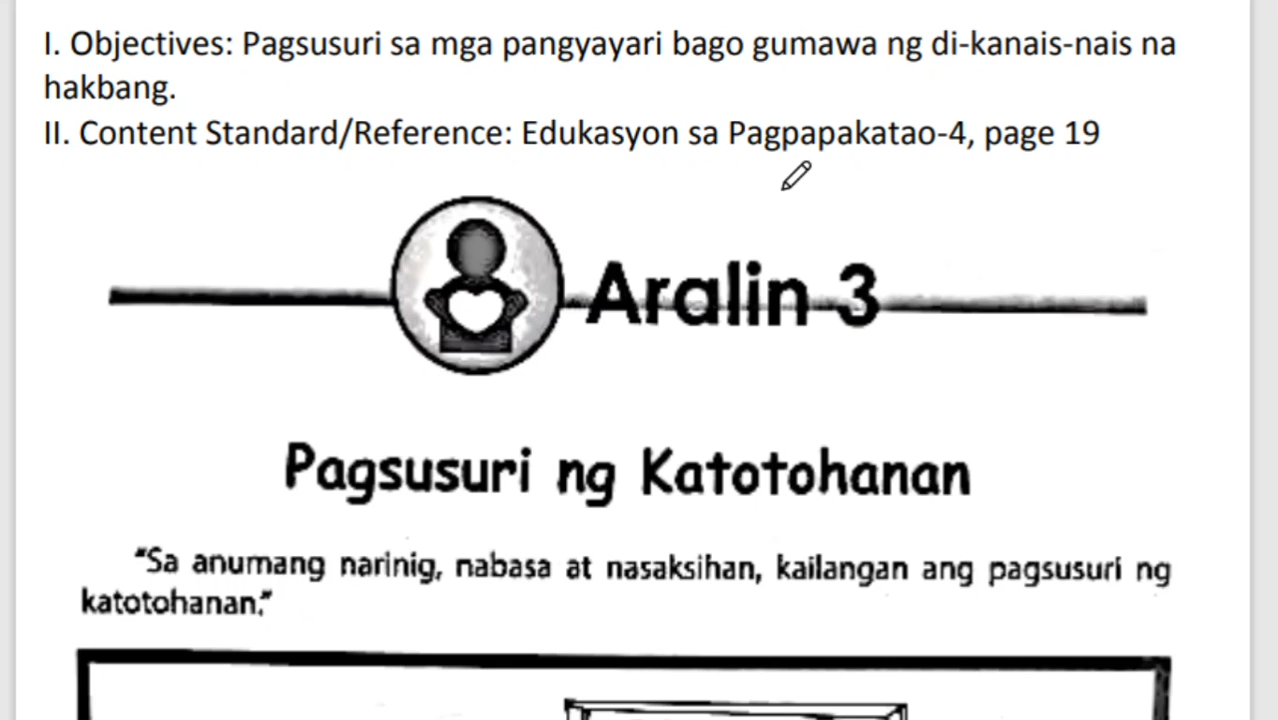 I. Objectives: Pagsusuri sa mga pangyayari bago gumawa ng di-kanais-nais na
hakbang.
II. Content Standard/Reference: Edukasyon sa Pagpapakatao-4, page 19
Aralin 3
Pagsusuri ng Katotohanan
"Sa anumang narinig, nabasa at nasaksihan, kailangan ang pagsusuri ng
katotohanan."